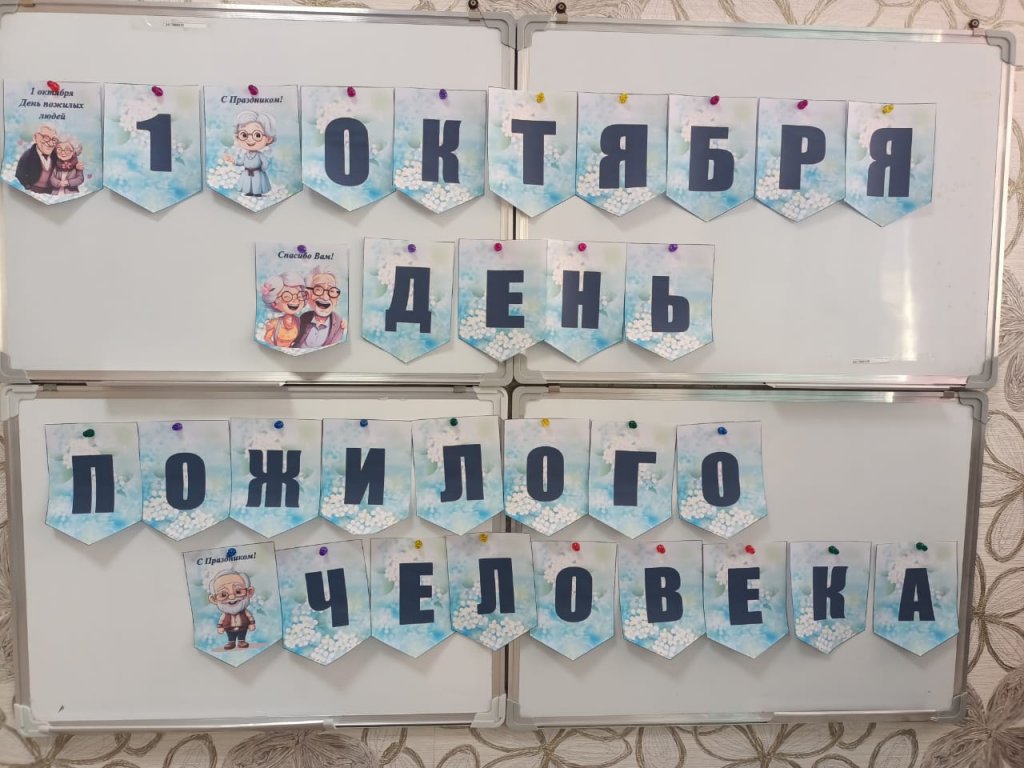 1 октября
День пожилых
людей
1
С Праздником!
ОКТЯБРЯ
Спасибо Вам!
ДЕНЬ
ПОЖИЛОГО
С Праздником!
ЧЕЛОВЕКА